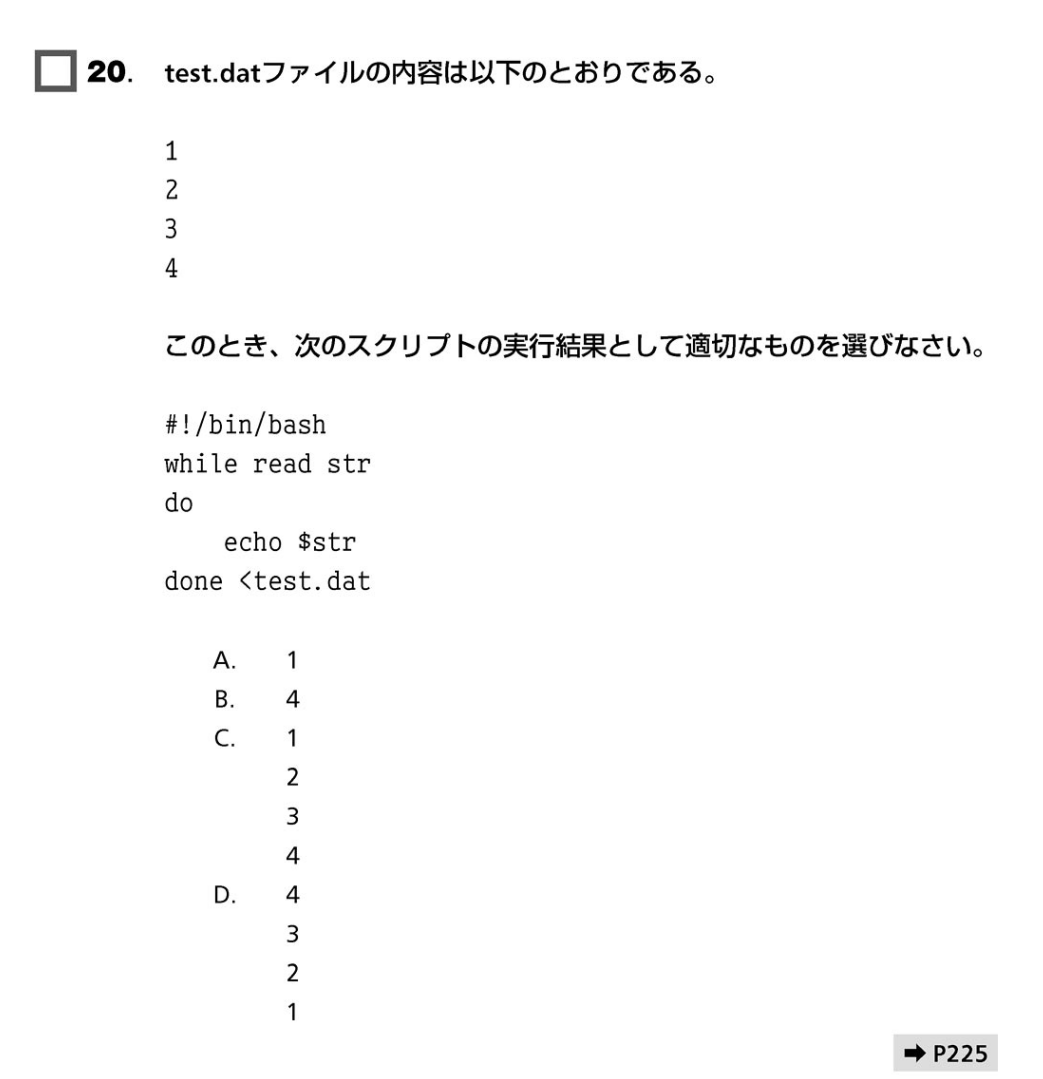 20. test.datファイルの内容は以下のとおりである。
1
2
3
4
このとき、次のスクリプトの実行結果として適切なものを選びなさい。
#!/bin/bash
while read str
do
    echo $str
done <test.dat
A. 1
B. 4
C. 1
2
3
4
D. 4
3
2
1
➡ P225